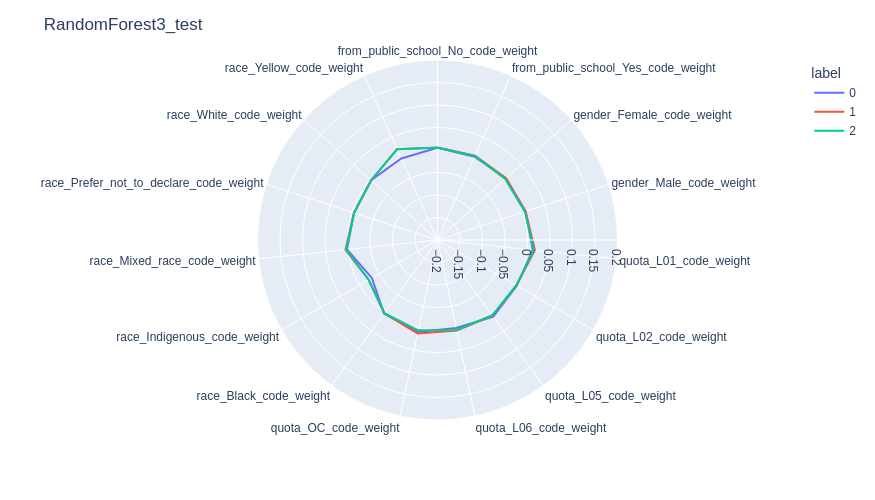 RandomForest3_test
from_public_school_No_code_weight
from_public_school_Yes_code_weight
gender_Female_code_weight
gender_Male_code_weight
quota_L01_code_weight
quota_L02_code_weight
quota_L05_code_weight
quota_L06_code_weight
quota_OC_code_weight
race_Black_code_weight
race_Indigenous_code_weight
race_Mixed_race_code_weight
race_Prefer_not_to_declare_code_weight
race_White_code_weight
race_Yellow_code_weight
−0.2
−0.15
−0.1
−0.05
0
0.05
0.1
0.15
0.2
label
0
1
2